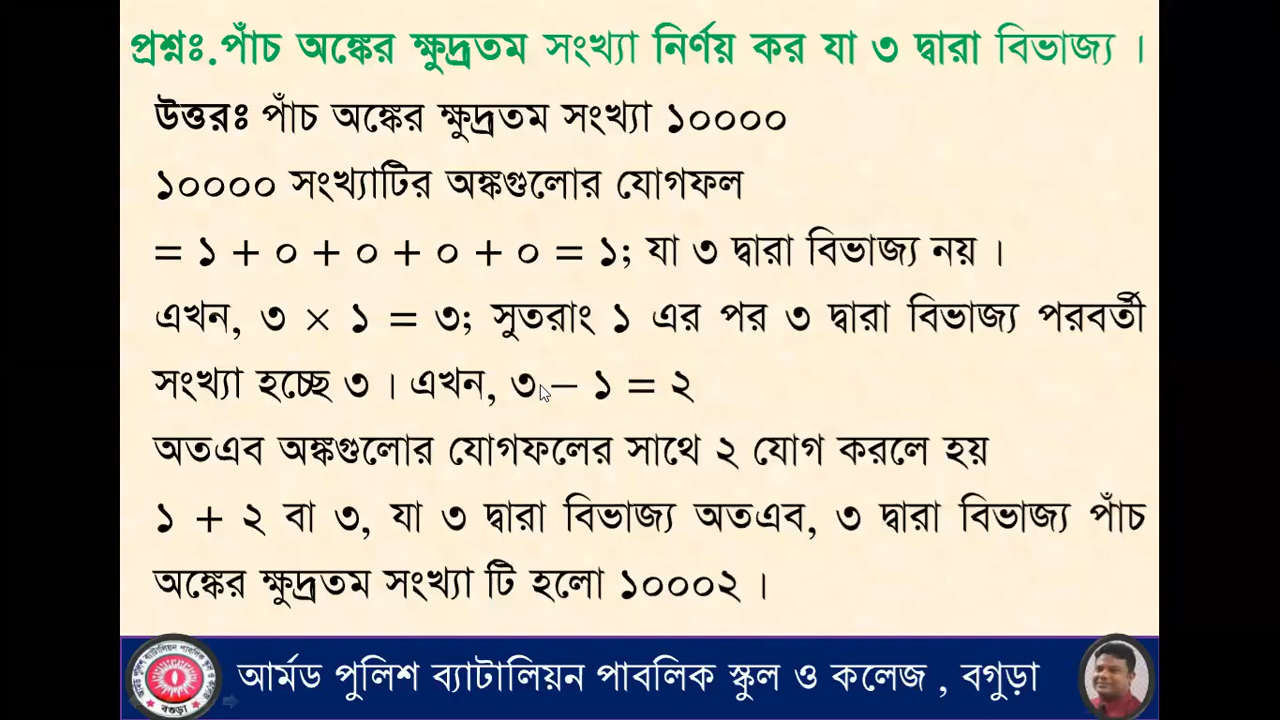 প্রশ্নঃ.পাঁচ অঙ্কের ক্ষুদ্রতম সংখ্যা নির্ণয় কর যা ৩ দ্বারা বিভাজ্য ।
উত্তরঃ পাঁচ অঙ্কের ক্ষুদ্রতম সংখ্যা ১০০০০
১০০০০ সংখ্যাটির অঙ্কগুলোর যোগফল
= ১ + ০ + ০ + ০ + ০ = ১; যা ৩ দ্বারা বিভাজ্য নয় ।
এখন, ৩ × ১ = ৩; সুতরাং ১ এর পর ৩ দ্বারা বিভাজ্য পরবর্তী
সংখ্যা হচ্ছে ৩ । এখন, ৩ – ১ = ২
অতএব অঙ্কগুলোর যোগফলের সাথে ২ যোগ করলে হয়
১ + ২ বা ৩, যা ৩ দ্বারা বিভাজ্য অতএব, ৩ দ্বারা বিভাজ্য পাঁচ
অঙ্কের ক্ষুদ্রতম সংখ্যা টি হলো ১০০০২ ।
আর্মড পুলিশ ব্যাটালিয়ন পাবলিক স্কুল ও কলেজ , বগুড়া
বগুড়া